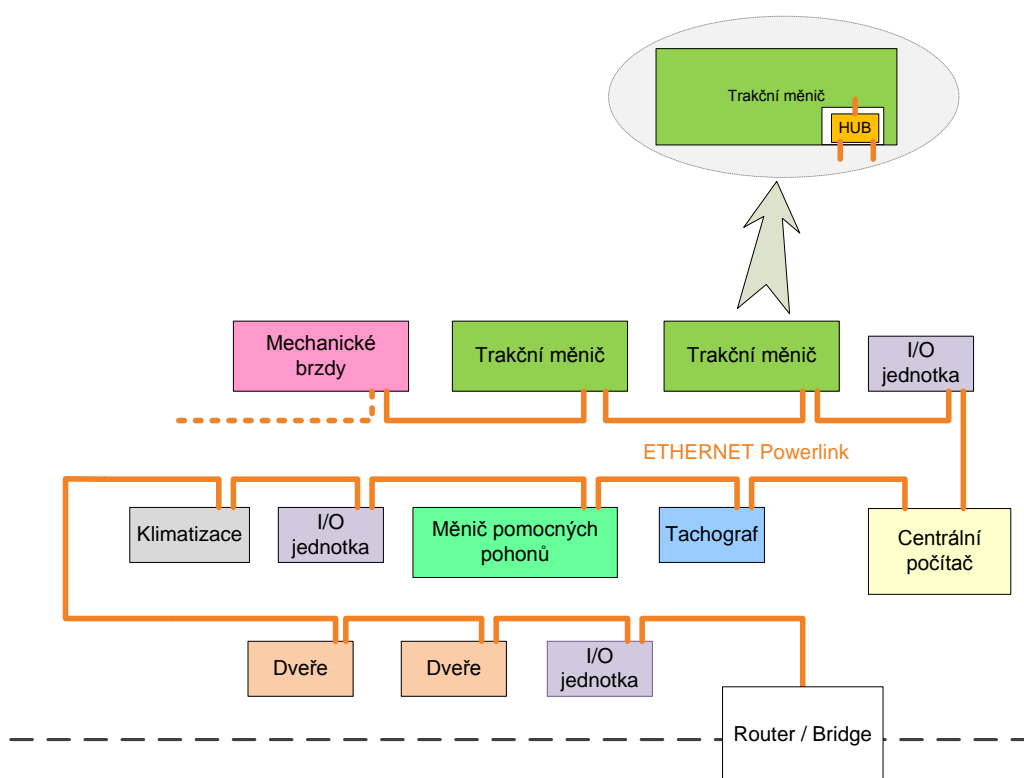 Trakční měnič
HUB
Mechanické
brzdy
Trakční měnič
Trakční měnič
I/O
jednotka
ETHERNET Powerlink
Klimatizace
I/O
jednotka
Měnič pomocných
pohonů
Tachograf
Centrální
počítač
Dveře
Dveře
I/O
jednotka
Router / Bridge